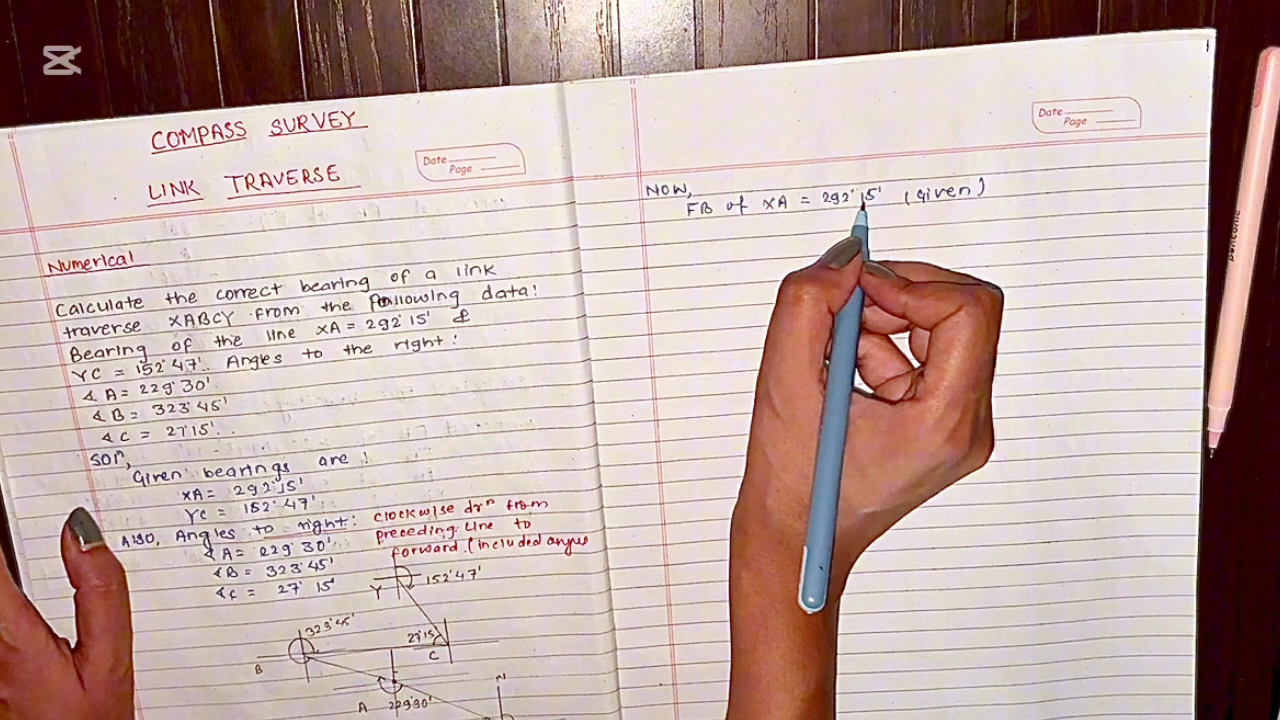 COMPASS SURVEY
LINK TRAVERSE
Date
Page
Numerical
Calculate the correct bearing of a link
traverse XABCY from the following data:
Bearing of the line XA = 292°15' &
YC = 152°47'. Angles to the right:
∡A = 229°30'
∡B = 323°45'
∡C = 27°15'.
Solⁿ,
Given bearings are :
XA = 292°15'
YC = 152°47'
Also, Angles to right: clockwise drⁿ from
preceding line to
forward. (included angle
∡A = 229°30'
∡B = 323°45'
∡C = 27°15'
Y
152°47'
323°45'
B
27°15'
C
A
229°30'
N
Date
Page
NOW,
FB of XA = 292°15' (Given)